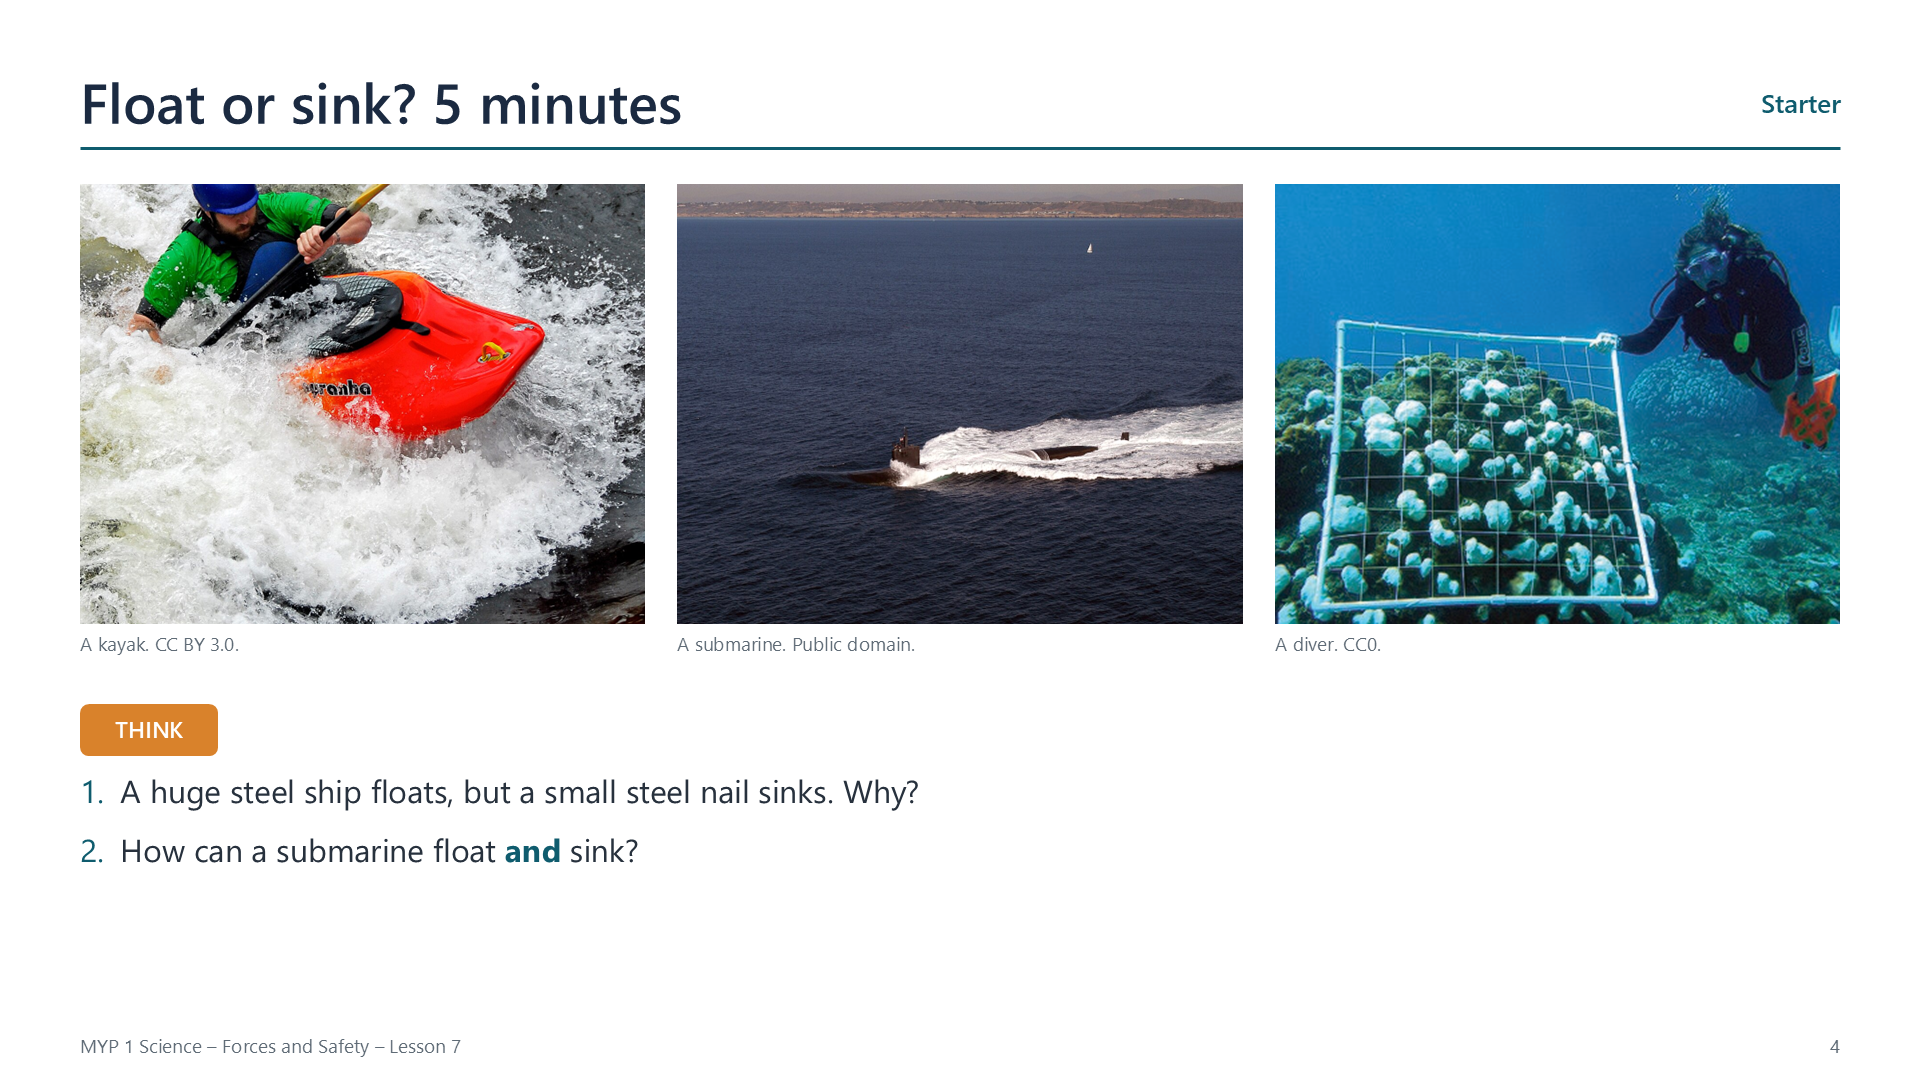 Float or sink? 5 minutes
Starter
A kayak. CC BY 3.0.
A submarine. Public domain.
A diver. CC0.
THINK
1. A huge steel ship floats, but a small steel nail sinks. Why?
2. How can a submarine float and sink?
MYP 1 Science – Forces and Safety – Lesson 7
4